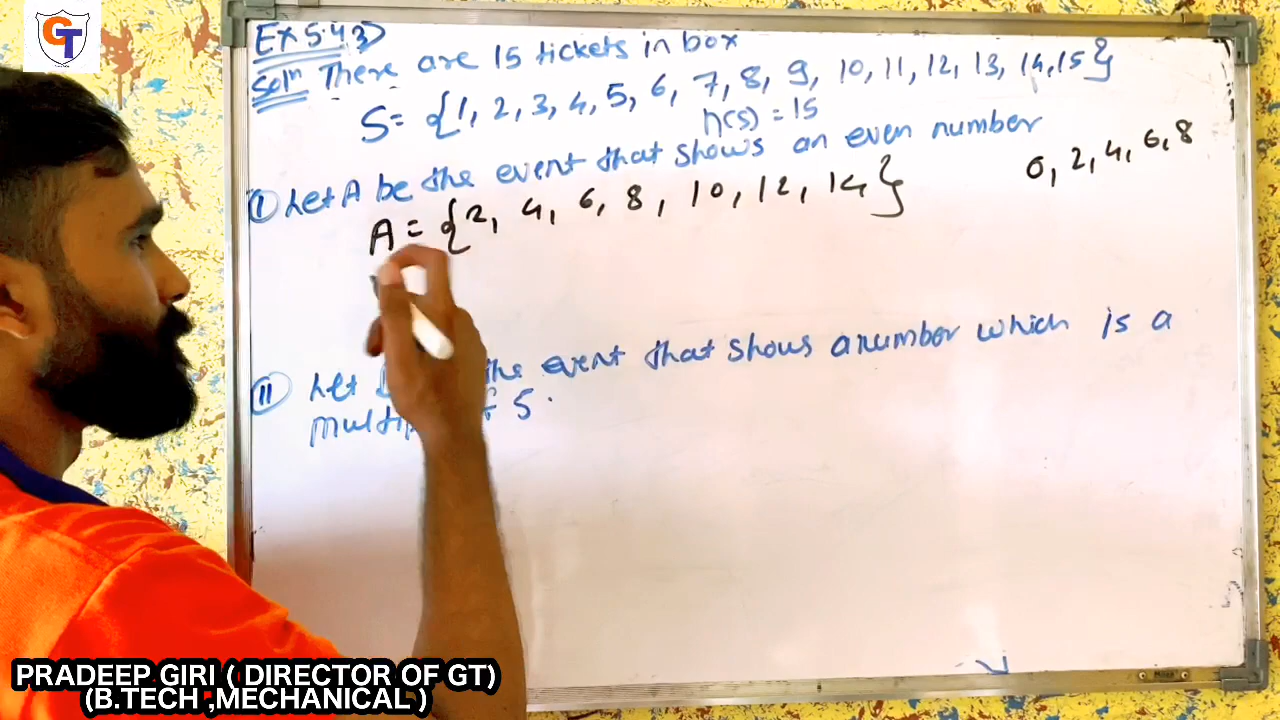 GT
Ex 5.4 3)
Solⁿ There are 15 tickets in box
S= {1, 2, 3, 4, 5, 6, 7, 8, 9, 10, 11, 12, 13, 14, 15}
n(s) = 15
I Let A be the event that shows an even number
0, 2, 4, 6, 8
A= {2, 4, 6, 8, 10, 12, 14}
II Let the event that shows a number which is a
of 5.
PRADEEP GIRI ( DIRECTOR OF GT)
(B.TECH ,MECHANICAL )